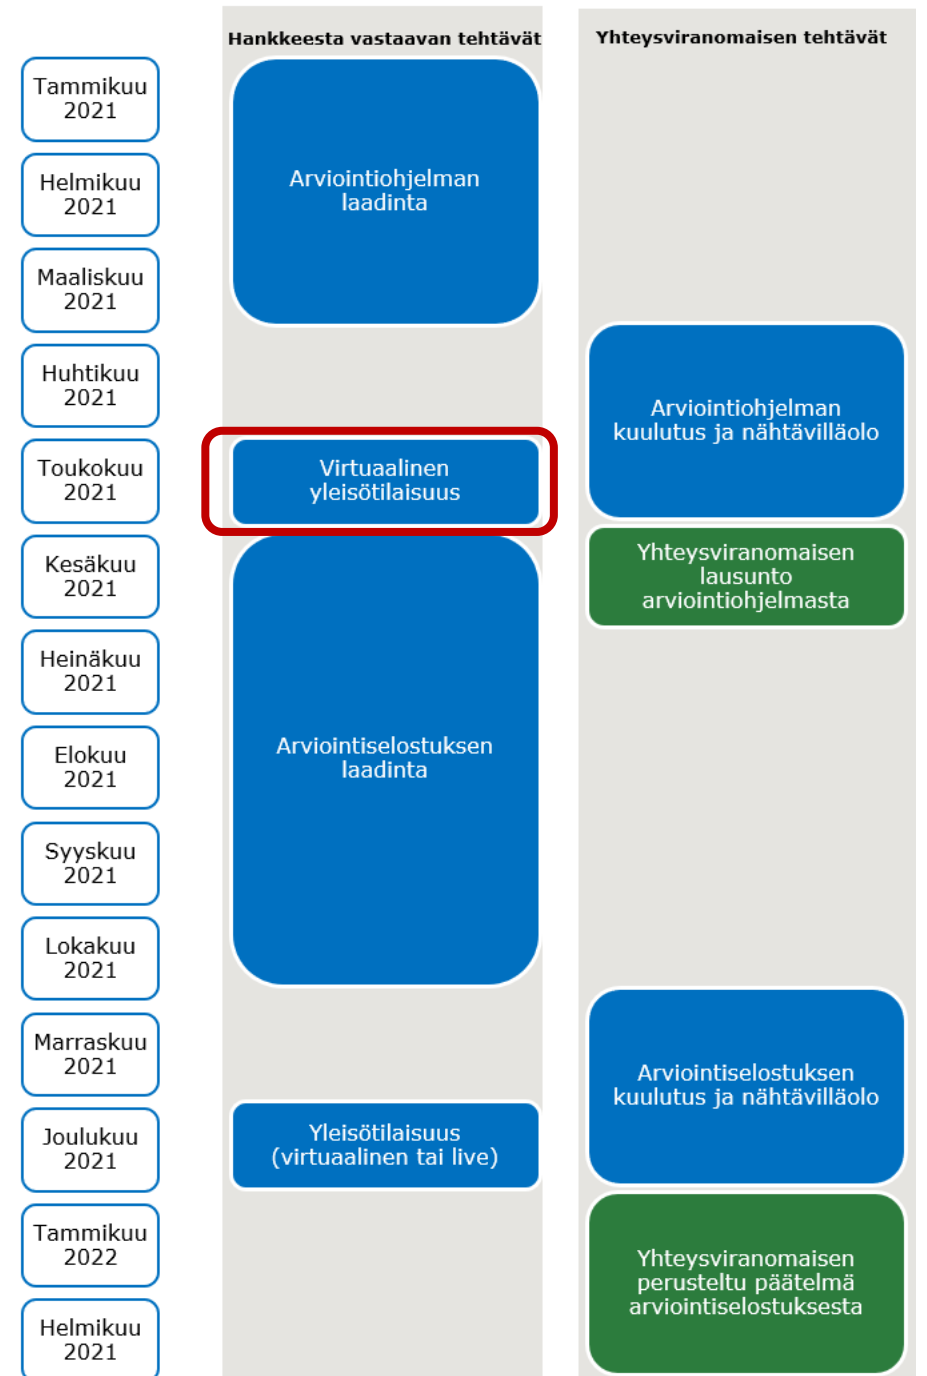 Hankkeesta vastaavan tehtävät
Yhteysviranomaisen tehtävät
Tammikuu
2021
Helmikuu
2021
Maaliskuu
2021
Huhtikuu
2021
Toukokuu
2021
Kesäkuu
2021
Heinäkuu
2021
Elokuu
2021
Syyskuu
2021
Lokakuu
2021
Marraskuu
2021
Joulukuu
2021
Tammikuu
2022
Helmikuu
2021
Arviointiohjelman
laadinta
Virtuaalinen
yleisötilaisuus
Arviointiselostuksen
laadinta
Yleisötilaisuus
(virtuaalinen tai live)
Arviointiohjelman
kuulutus ja nähtävilläolo
Yhteysviranomaisen
lausunto
arviointiohjelmasta
Arviointiselostuksen
kuulutus ja nähtävilläolo
Yhteysviranomaisen
perusteltu päätelmä
arviointiselostuksesta